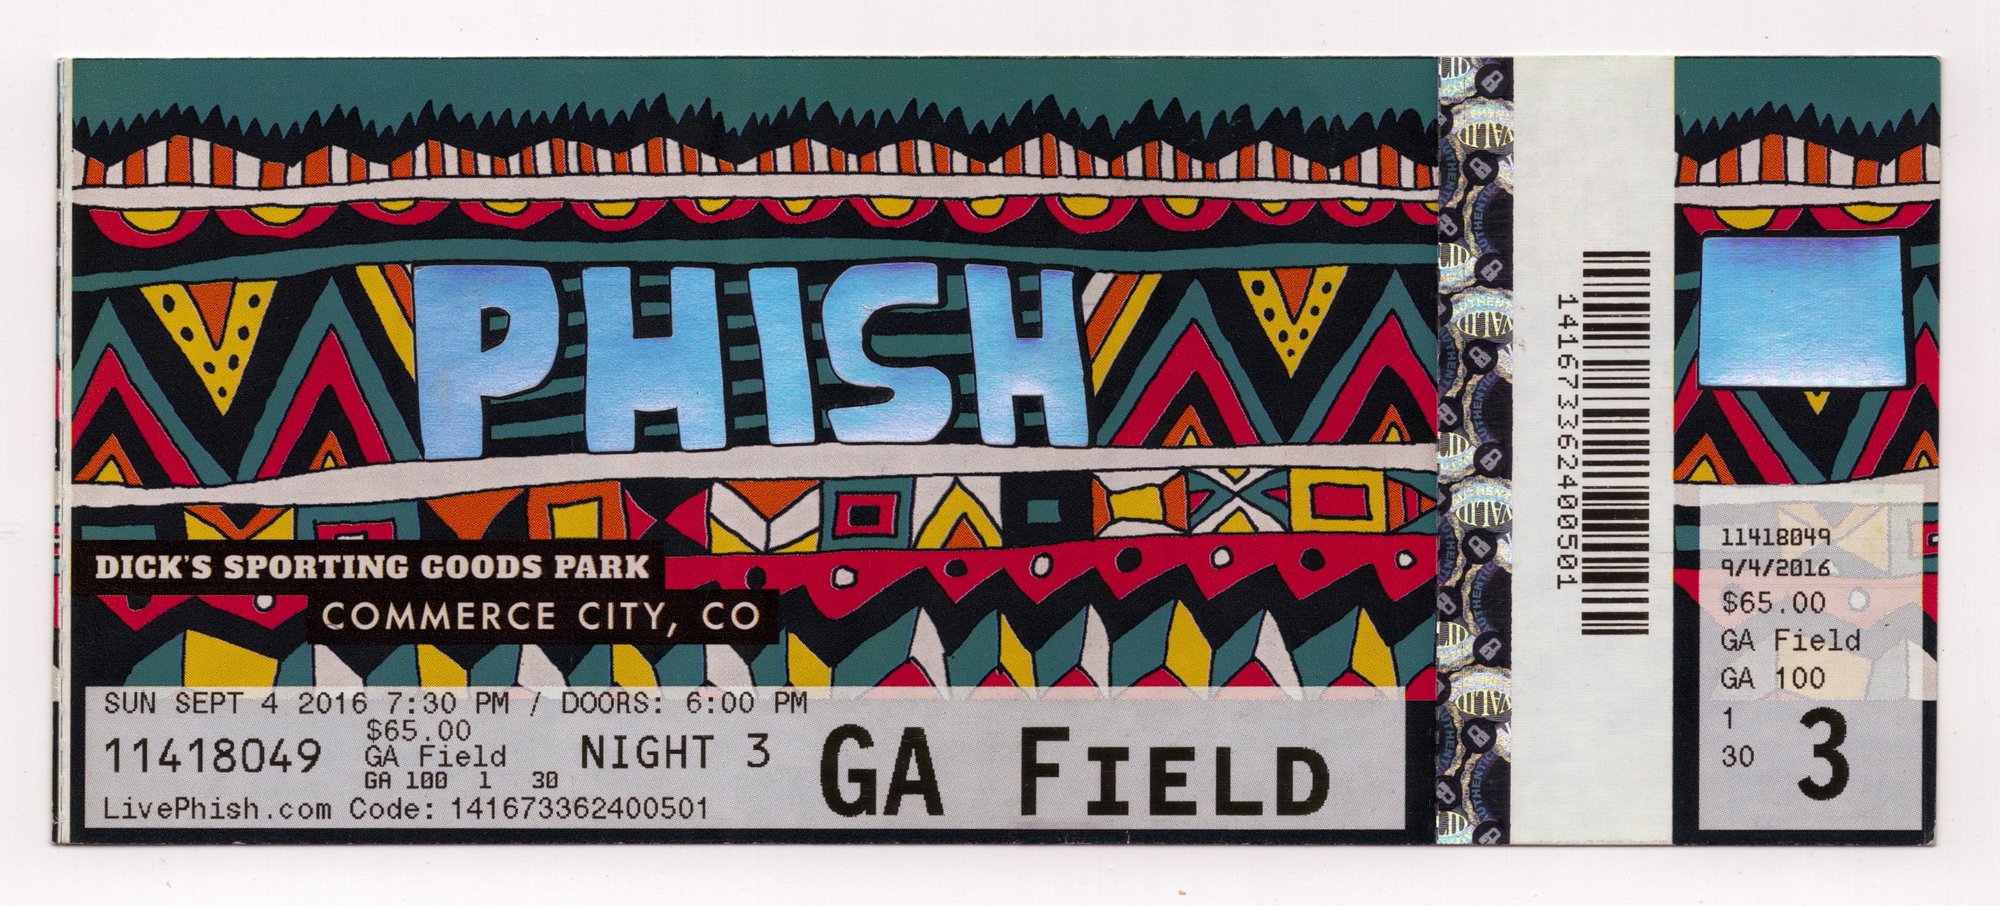 PHISH
DICK'S SPORTING GOODS PARK
COMMERCE CITY, CO
SUN SEPT 4 2016 7:30 PM / DOORS: 6:00 PM
11418049
$65.00
GA Field
GA 100 1 30
NIGHT 3
GA FIELD
LivePhish.com Code: 141673362400501
VALID
AUTHENTIC
141673362400501
11418049
9/4/2016
$65.00
GA Field
GA 100
1
30
3